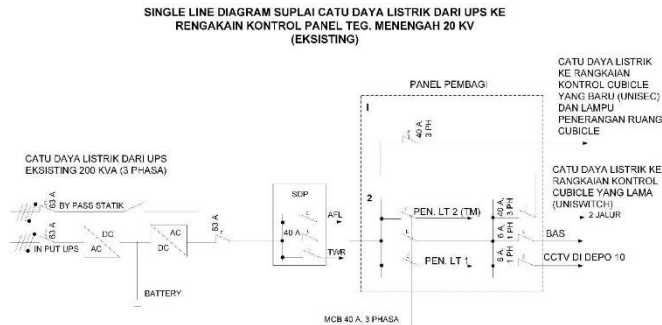 SINGLE LINE DIAGRAM SUPLAI CATU DAYA LISTRIK DARI UPS KE
RENGAKAIN KONTROL PANEL TEG. MENENGAH 20 KV
(EKSISTING)
CATU DAYA LISTRIK
KE RANGKAIAN
KONTROL CUBICLE
YANG BARU (UNISEC)
DAN LAMPU
PENERANGAN RUANG
CUBICLE
PANEL PEMBAGI
1
40 A,
3 PH
CATU DAYA LISTRIK DARI UPS
EKSISTING 200 KVA (3 PHASA)
63 A
BY PASS STATIK
63 A
IN PUT UPS
DC
AC
AC
DC
BATTERY
63 A
SDP
AFL
40 A,
TWR
2
PEN. LT 2 (TM)
PEN. LT 1
40 A,
3 PH
6 A,
1 PH
6 A,
1 PH
CATU DAYA LISTRIK KE
RANGKAIAN KONTROL
CUBICLE YANG LAMA
(UNISWITCH)
2 JALUR
BAS
CCTV DI DEPO 10
MCB 40 A, 3 PHASA